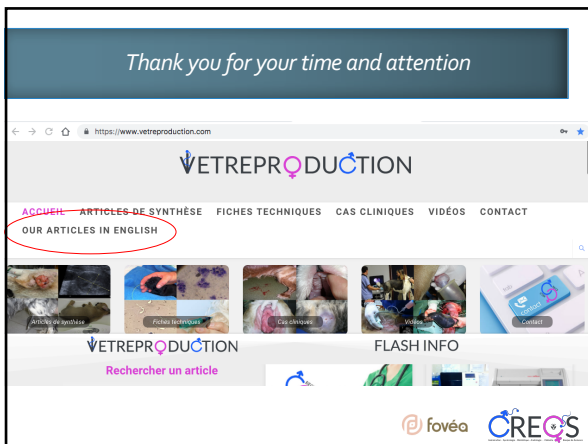 Thank you for your time and attention
https://www.vetreproduction.com
VETREPRODUCTION
ACCUEIL ARTICLES DE SYNTHÈSE FICHES TECHNIQUES CAS CLINIQUES VIDÉOS CONTACT
OUR ARTICLES IN ENGLISH
Articles de synthèse Fiches techniques Cas cliniques Vidéos Contact
VETREPRODUCTION FLASH INFO
Rechercher un article
fovéa CRECS